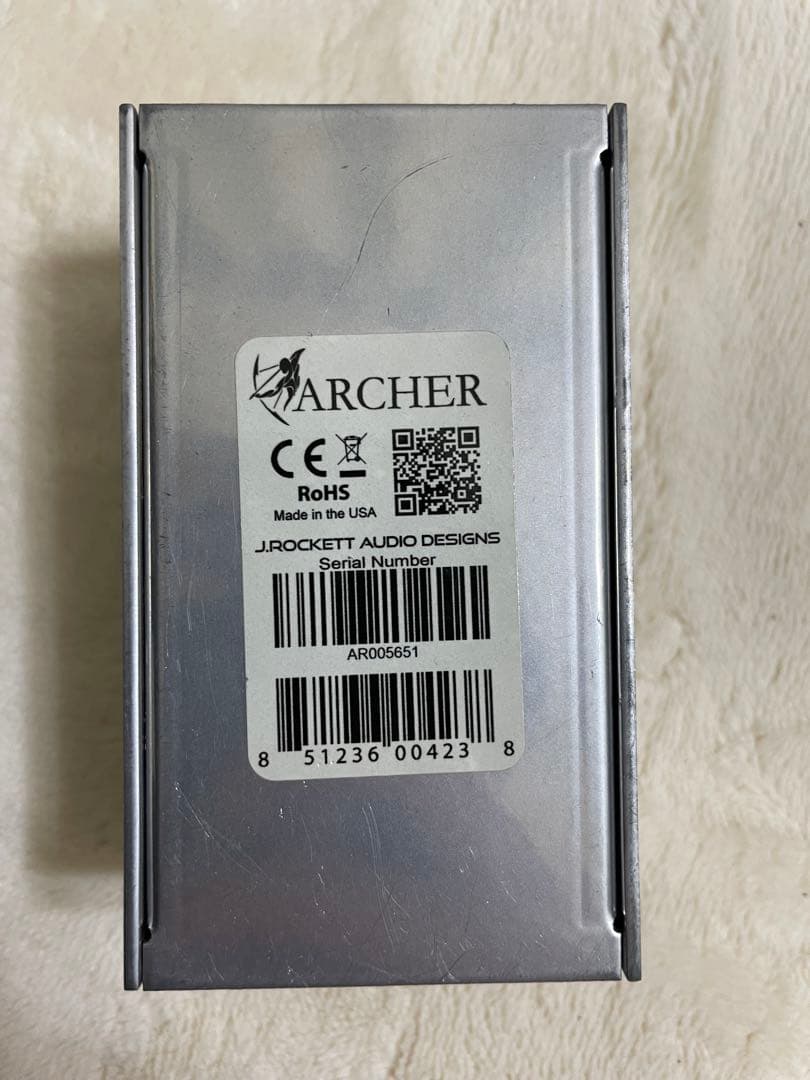 ARCHER
CE
RoHS
Made in the USA
J.ROCKETT AUDIO DESIGNS
Serial Number
AR005651
8 51236 00423 8